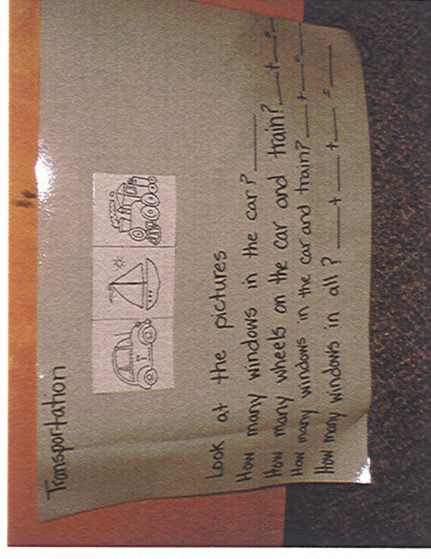 Transportation
Look at the pictures
How many windows in the car? ____
How many wheels on the car and train? ___+___=___
How many windows in the car and train? ___+___=___
How many windows in all? ___+___+___=___